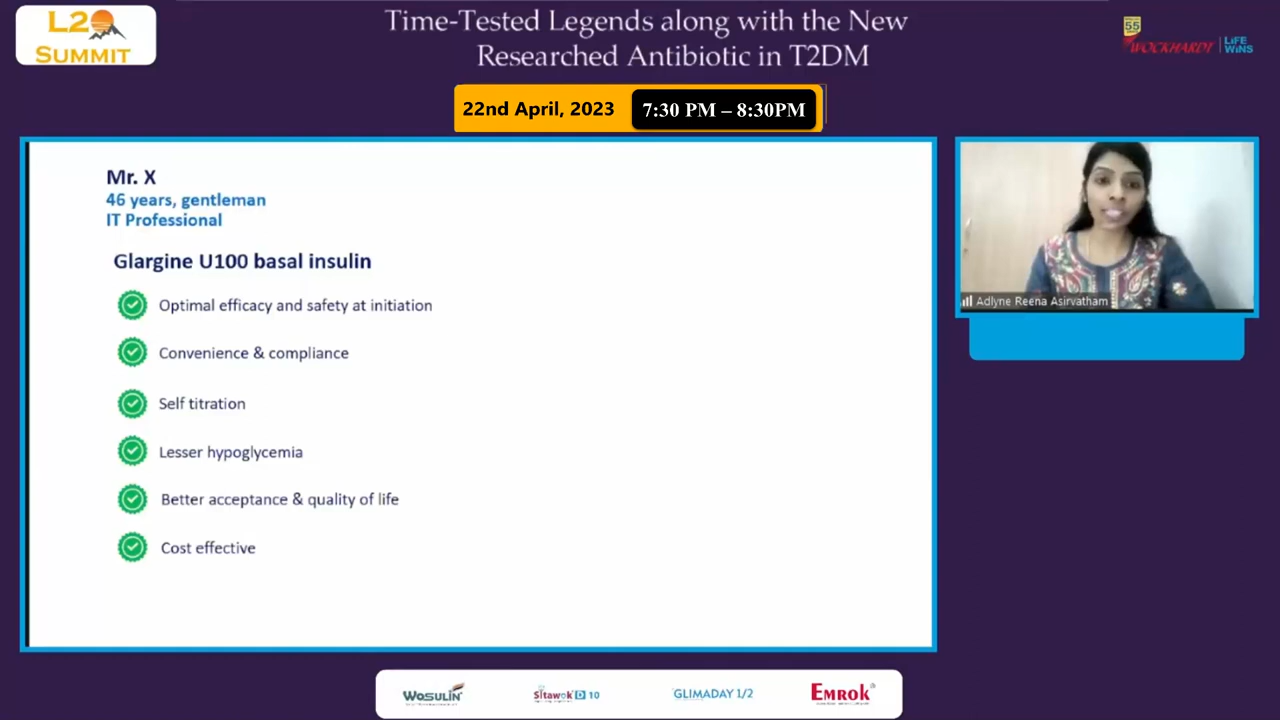 L20
SUMMIT
Time-Tested Legends along with the New
Researched Antibiotic in T2DM
55
WOCKHARDT
LiFE
WiNS
22nd April, 2023
7:30 PM – 8:30PM
Mr. X
46 years, gentleman
IT Professional
Glargine U100 basal insulin
Optimal efficacy and safety at initiation
Convenience & compliance
Self titration
Lesser hypoglycemia
Better acceptance & quality of life
Cost effective
Adlyne Reena Asirvatham
WOSULIN
Sitawok D 10
GLIMADAY 1/2
EMROK